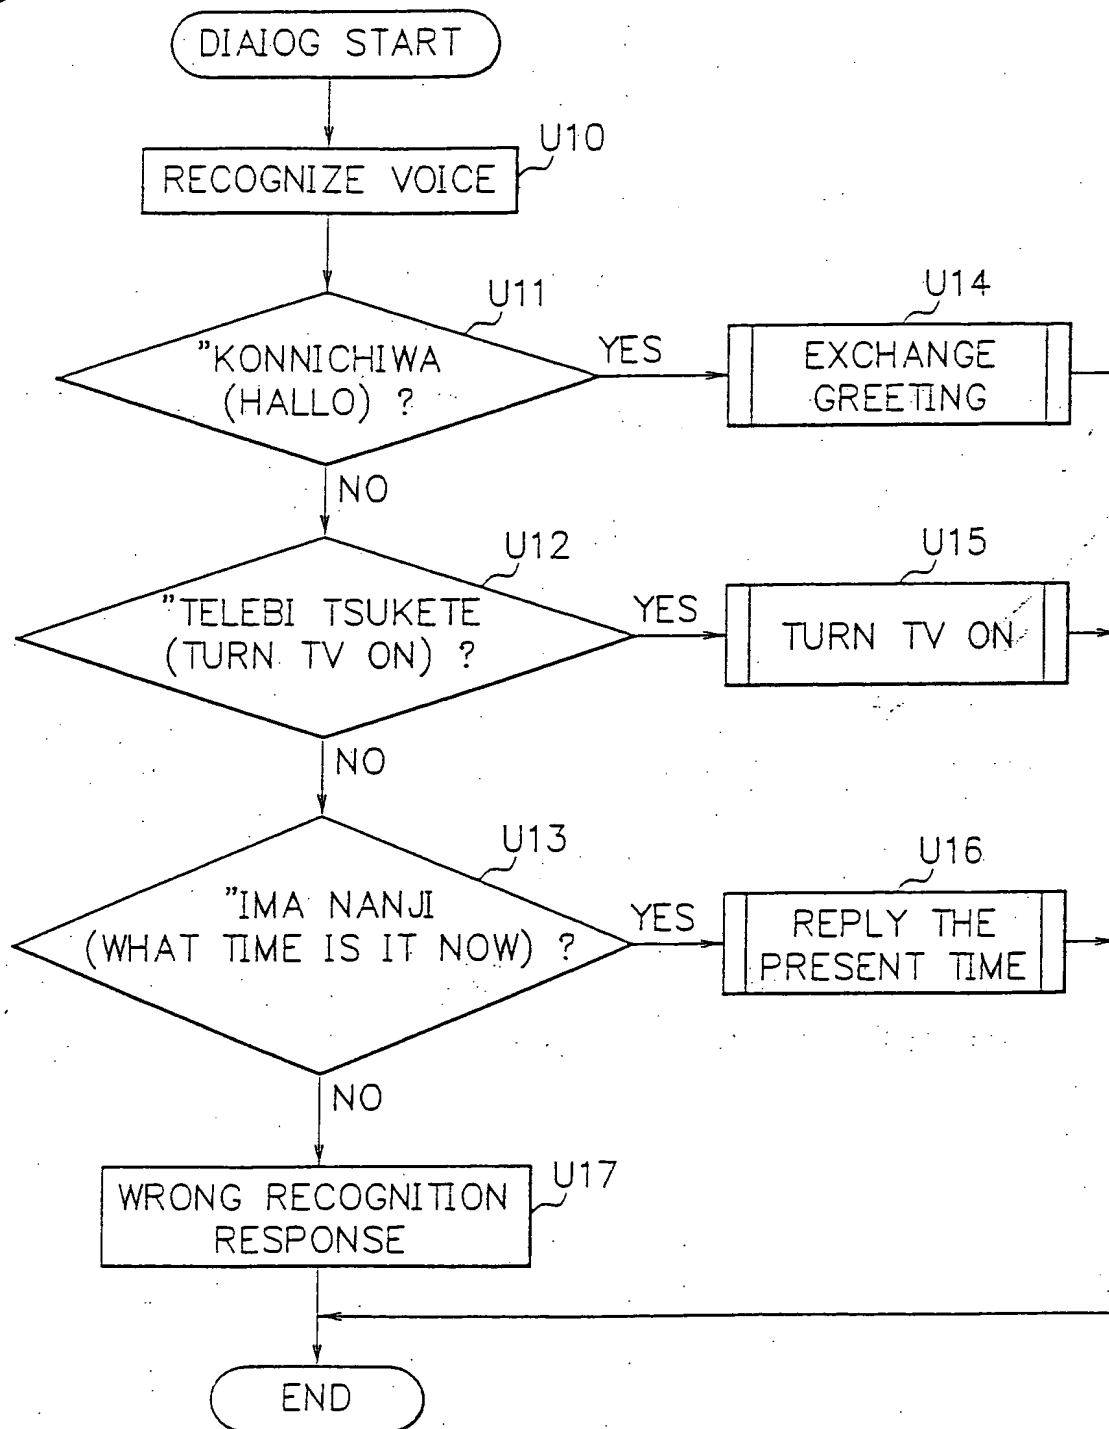 DIALOG START
U10
RECOGNIZE VOICE
U11
"KONNICHIWA
(HALLO) ?
YES
U14
EXCHANGE
GREETING
NO
U12
"TELEBI TSUKETE
(TURN TV ON) ?
YES
U15
TURN TV ON
NO
U13
"IMA NANJI
(WHAT TIME IS IT NOW) ?
YES
U16
REPLY THE
PRESENT TIME
NO
U17
WRONG RECOGNITION
RESPONSE
END